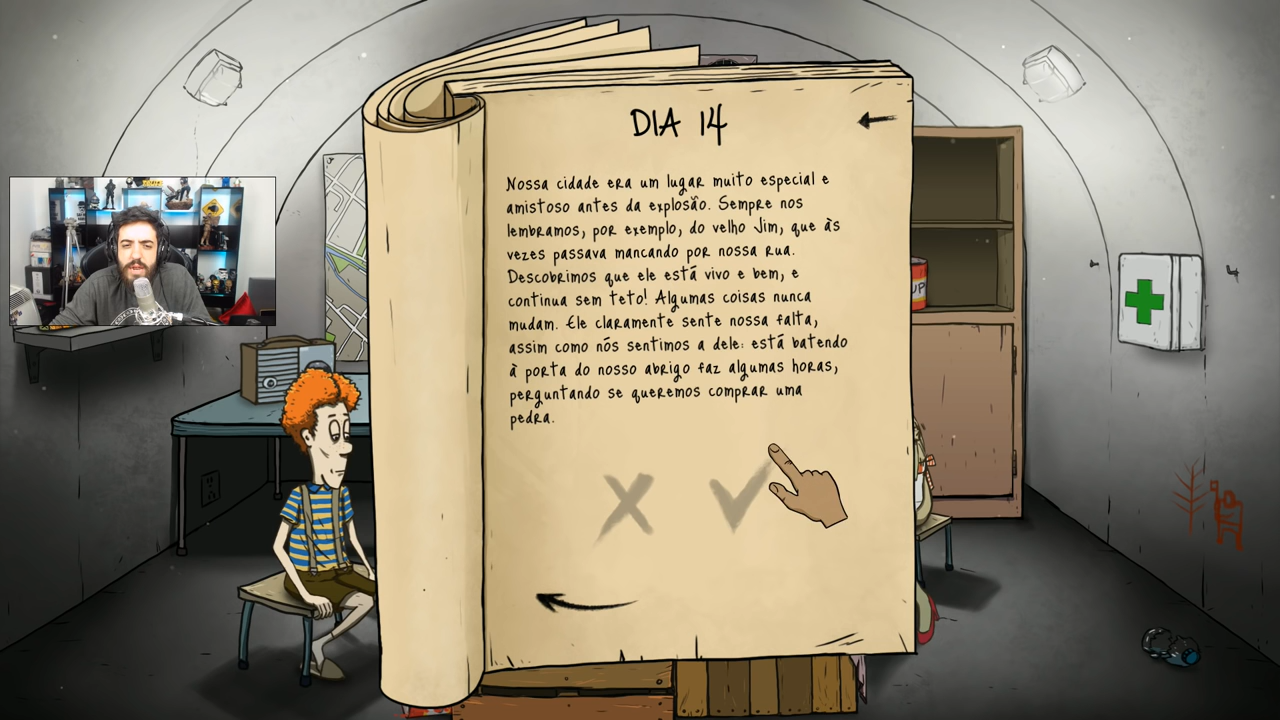 DIA 14
Nossa cidade era um lugar muito especial e
amistoso antes da explosão. Sempre nos
lembramos, por exemplo, do velho Jim, que às
vezes passava mancando por nossa rua.
Descobrimos que ele está vivo e bem, e
continua sem teto! Algumas coisas nunca
mudam. Ele claramente sente nossa falta,
assim como nós sentimos a dele: está batendo
à porta do nosso abrigo faz algumas horas,
perguntando se queremos comprar uma
pedra.
UP